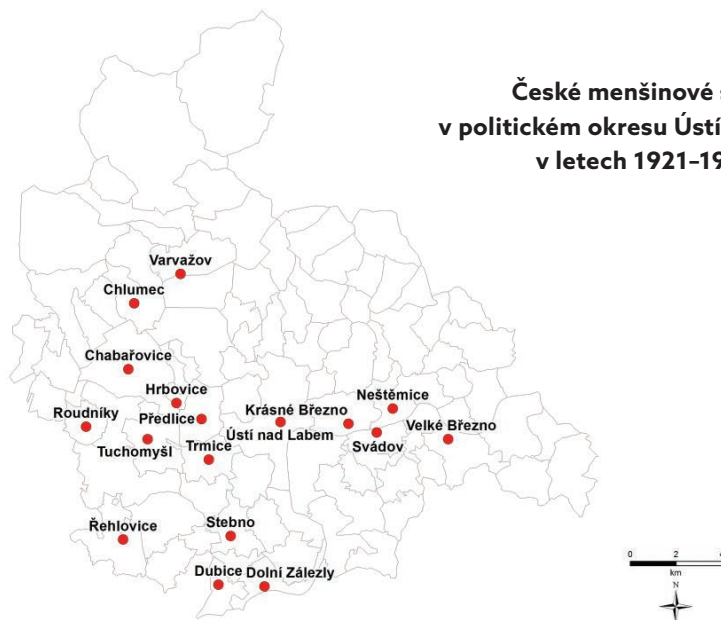 České menšinové
v politickém okresu Ústí
v letech 1921–19
Varvažov
Chlumec
Chabařovice
Hrbovice
Neštěmice
Roudníky
Předlice
Krásné Březno
Velké Březno
Ústí nad Labem
Svádov
Tuchomyšl
Trmice
Řehlovice
Stebno
Dubice
Dolní Zálezly
0 2 4
km
N